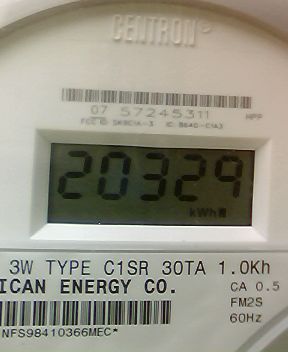 CENTRON®
07 57245311 HPP
20329
kWh
3W TYPE C1SR 30TA 1.0Kh
ICAN ENERGY CO. CA 0.5
FM2S
NFS98410366MEC* 60Hz